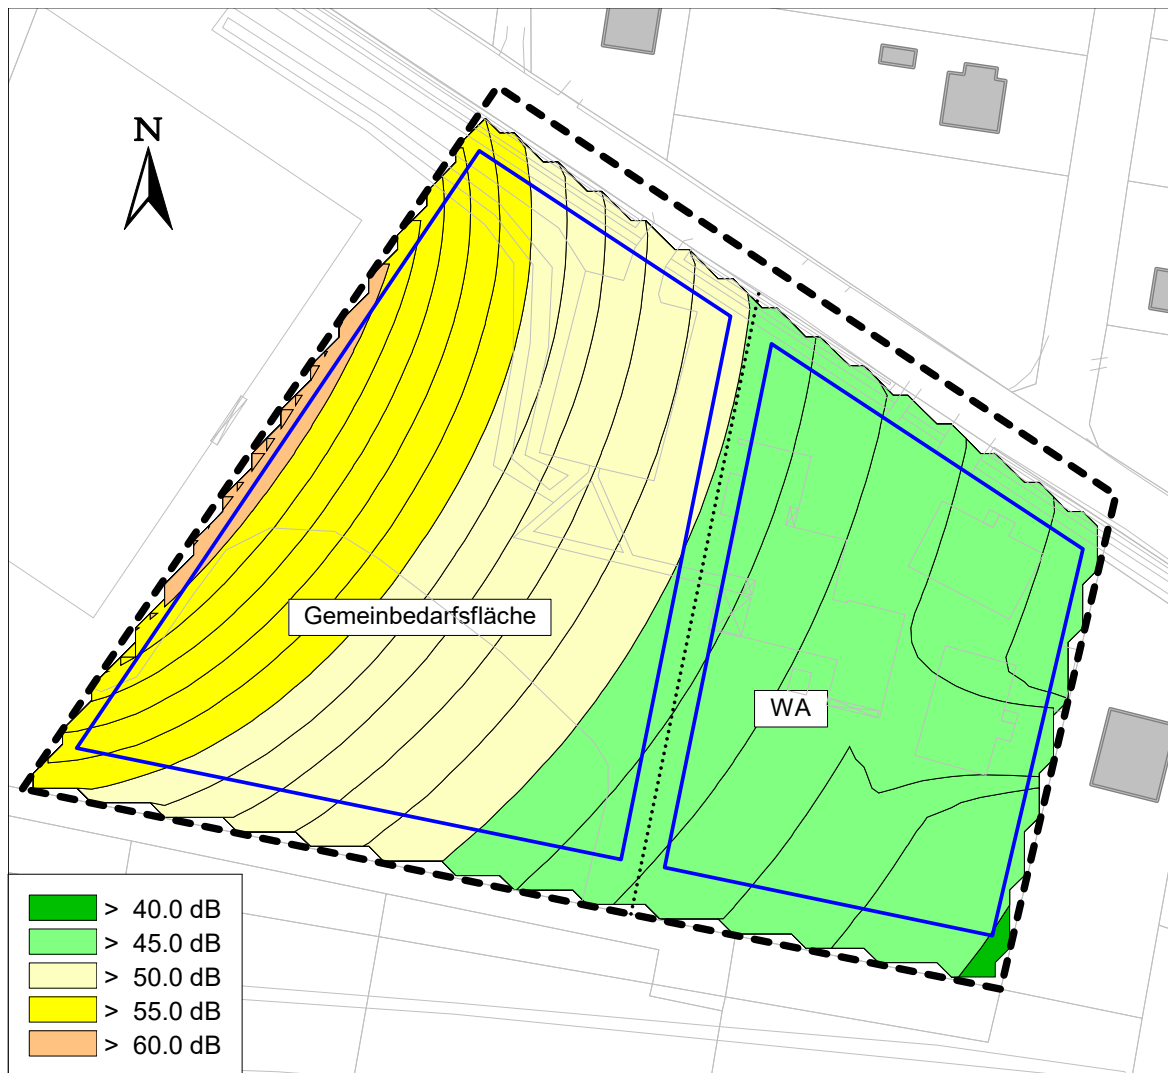 N
Gemeinbedarfsfläche
WA
> 40.0 dB
> 45.0 dB
> 50.0 dB
> 55.0 dB
> 60.0 dB